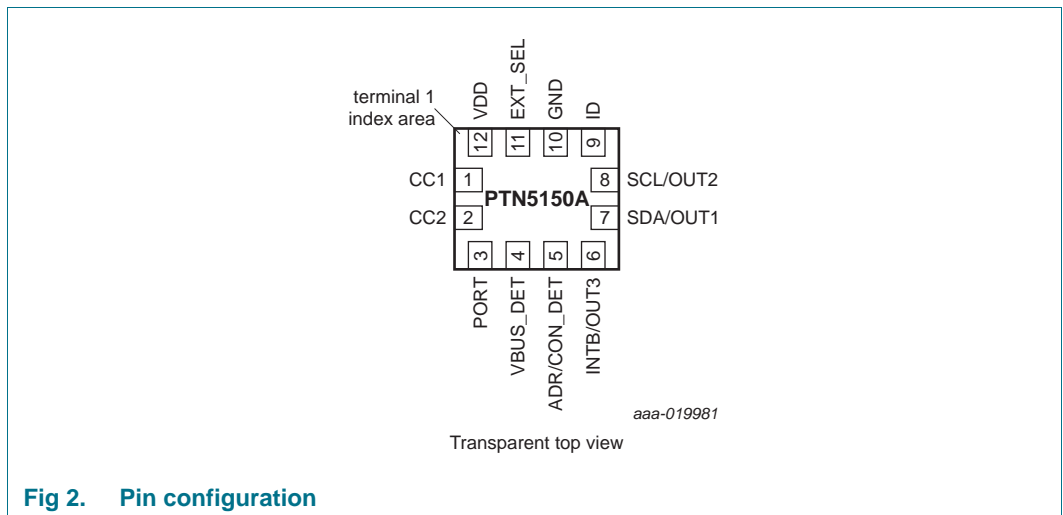 VDD
EXT_SEL
GND
ID
terminal 1
index area
12
11
10
9
CC1
1
8
SCL/OUT2
PTN5150A
CC2
2
7
SDA/OUT1
3
4
5
6
PORT
VBUS_DET
ADR/CON_DET
INTB/OUT3
aaa-019981
Transparent top view
Fig 2. Pin configuration